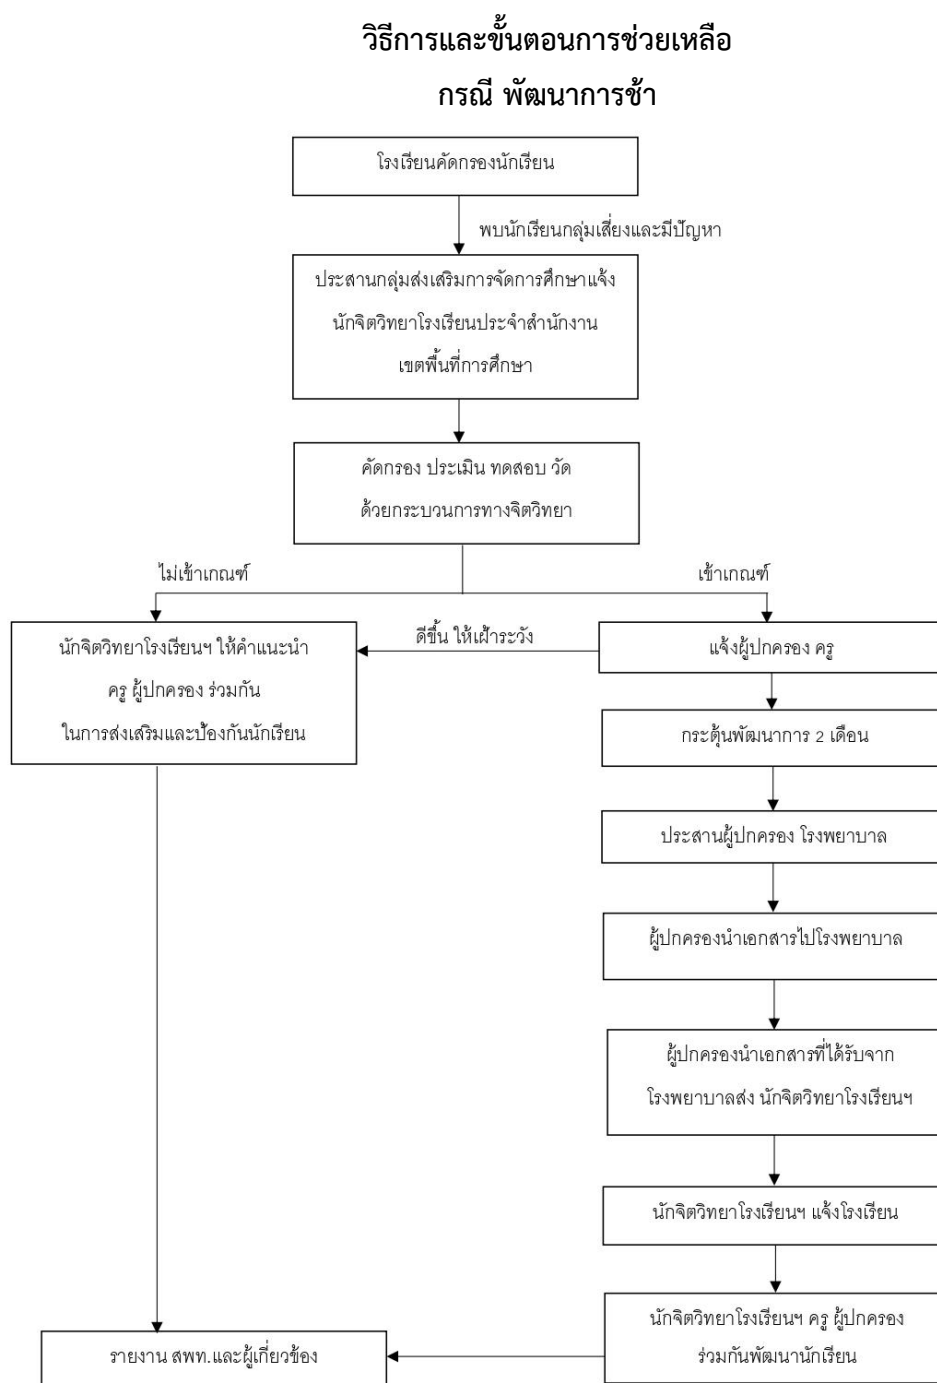 วิธีการและขั้นตอนการช่วยเหลือ
กรณี พัฒนาการช้า
โรงเรียนคัดกรองนักเรียน
พบนักเรียนกลุ่มเสี่ยงและมีปัญหา
ประสานกลุ่มส่งเสริมการจัดการศึกษาแจ้ง
นักจิตวิทยาโรงเรียนประจำสำนักงาน
เขตพื้นที่การศึกษา
คัดกรอง ประเมิน ทดสอบ วัด
ด้วยกระบวนการทางจิตวิทยา
ไม่เข้าเกณฑ์
เข้าเกณฑ์
นักจิตวิทยาโรงเรียนฯ ให้คำแนะนำ
ครู ผู้ปกครอง ร่วมกัน
ในการส่งเสริมและป้องกันนักเรียน
ดีขึ้น ให้เฝ้าระวัง
แจ้งผู้ปกครอง ครู
กระตุ้นพัฒนาการ 2 เดือน
ประสานผู้ปกครอง โรงพยาบาล
ผู้ปกครองนำเอกสารไปโรงพยาบาล
ผู้ปกครองนำเอกสารที่ได้รับจาก
โรงพยาบาลส่ง นักจิตวิทยาโรงเรียนฯ
นักจิตวิทยาโรงเรียนฯ แจ้งโรงเรียน
นักจิตวิทยาโรงเรียนฯ ครู ผู้ปกครอง
ร่วมกันพัฒนานักเรียน
รายงาน สพท.และผู้เกี่ยวข้อง